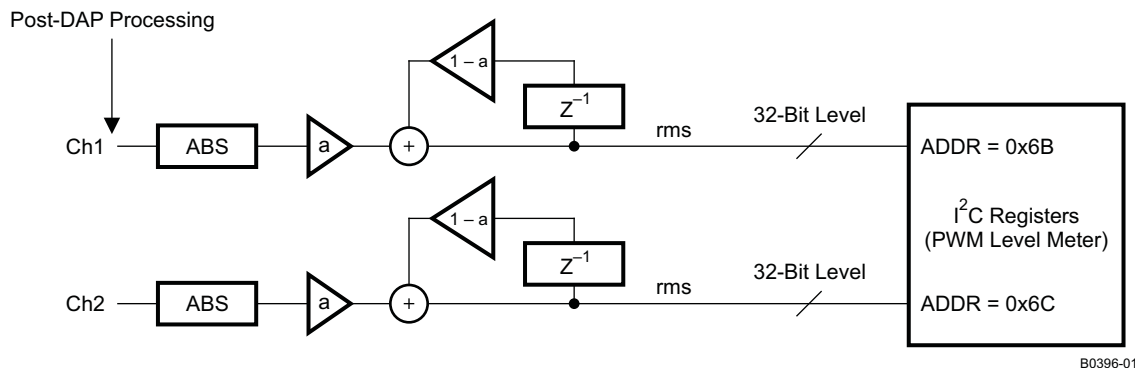 Post-DAP Processing
1 – a
Z⁻¹
rms
32-Bit Level
Ch1
ABS
a
+
ADDR = 0x6B
I²C Registers
(PWM Level Meter)
1 – a
Z⁻¹
rms
32-Bit Level
Ch2
ABS
a
+
ADDR = 0x6C
B0396-01